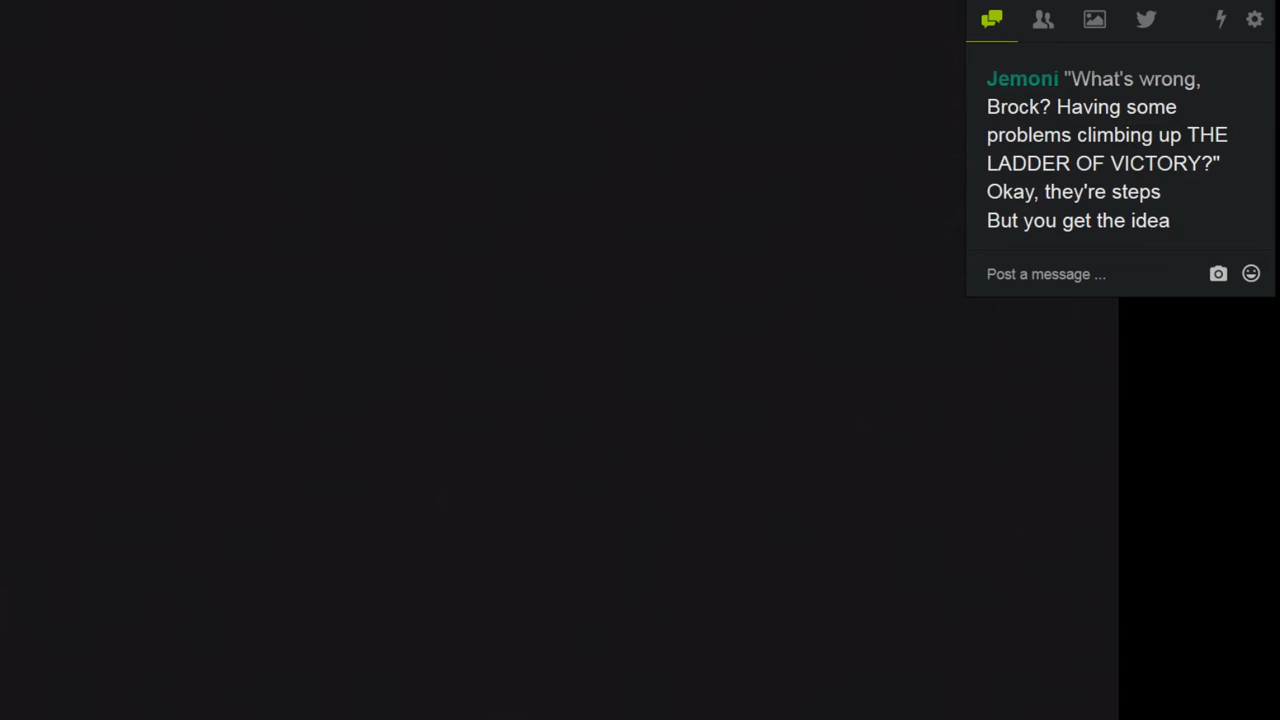 Jemoni "What's wrong,
Brock? Having some
problems climbing up THE
LADDER OF VICTORY?"
Okay, they're steps
But you get the idea
Post a message ...